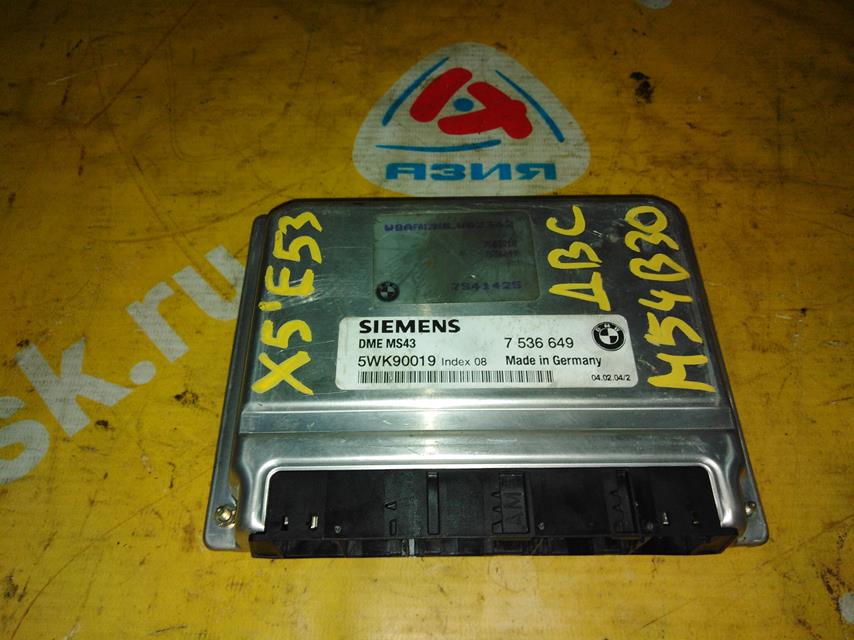 АЗИЯ
7541425
SIEMENS
DME MS43
7 536 649
5WK90019 Index 08
Made in Germany
04.02.04/2
X5'E53
ДВС
M54B30
sk.ru